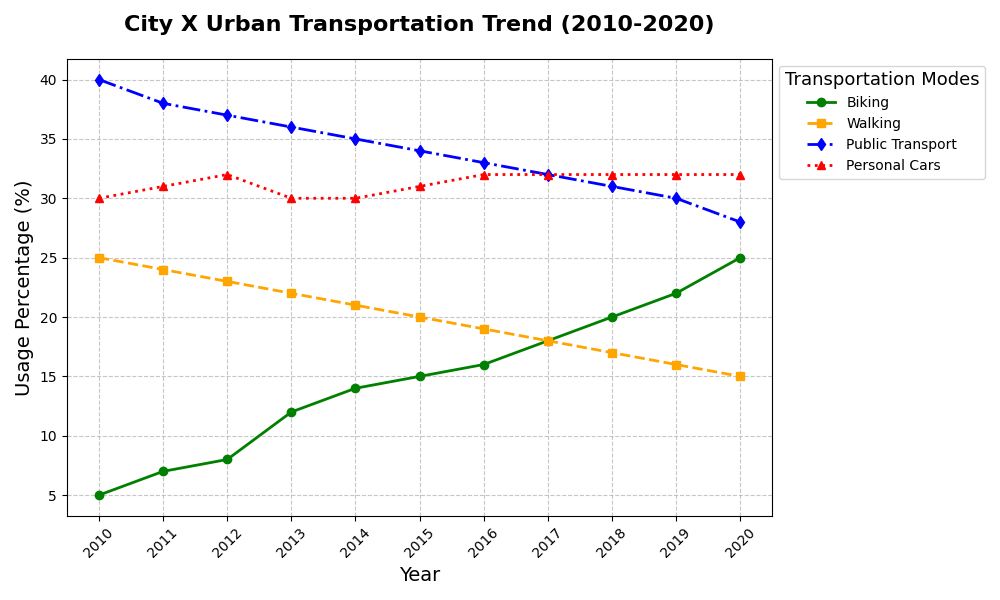 City X Urban Transportation Trend (2010-2020)
Usage Percentage (%)
40
35
30
25
20
15
10
5
2010
2011
2012
2013
2014
2015
2016
2017
2018
2019
2020
Year
Transportation Modes
Biking
Walking
Public Transport
Personal Cars